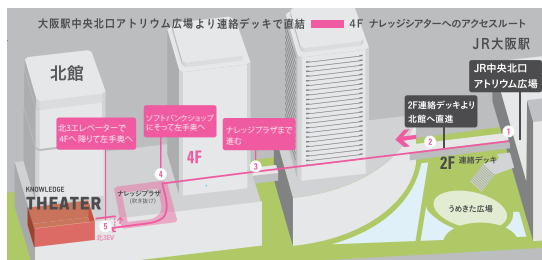 大阪駅中央北口アトリウム広場より連絡デッキで直結 4F ナレッジシアターへのアクセスルート
JR大阪駅
JR中央北口
アトリウム広場
北館
2F連絡デッキより
北館へ直進
1
2
2F 連絡デッキ
うめきた広場
ナレッジプラザまで
進む
3
ソフトバンクショップ
にそって左手奥へ
4F
4
北3エレベーターで
4Fへ降りて左手奥へ
ナレッジプラザ
(吹き抜け)
KNOWLEDGE
THEATER
5
北3EV